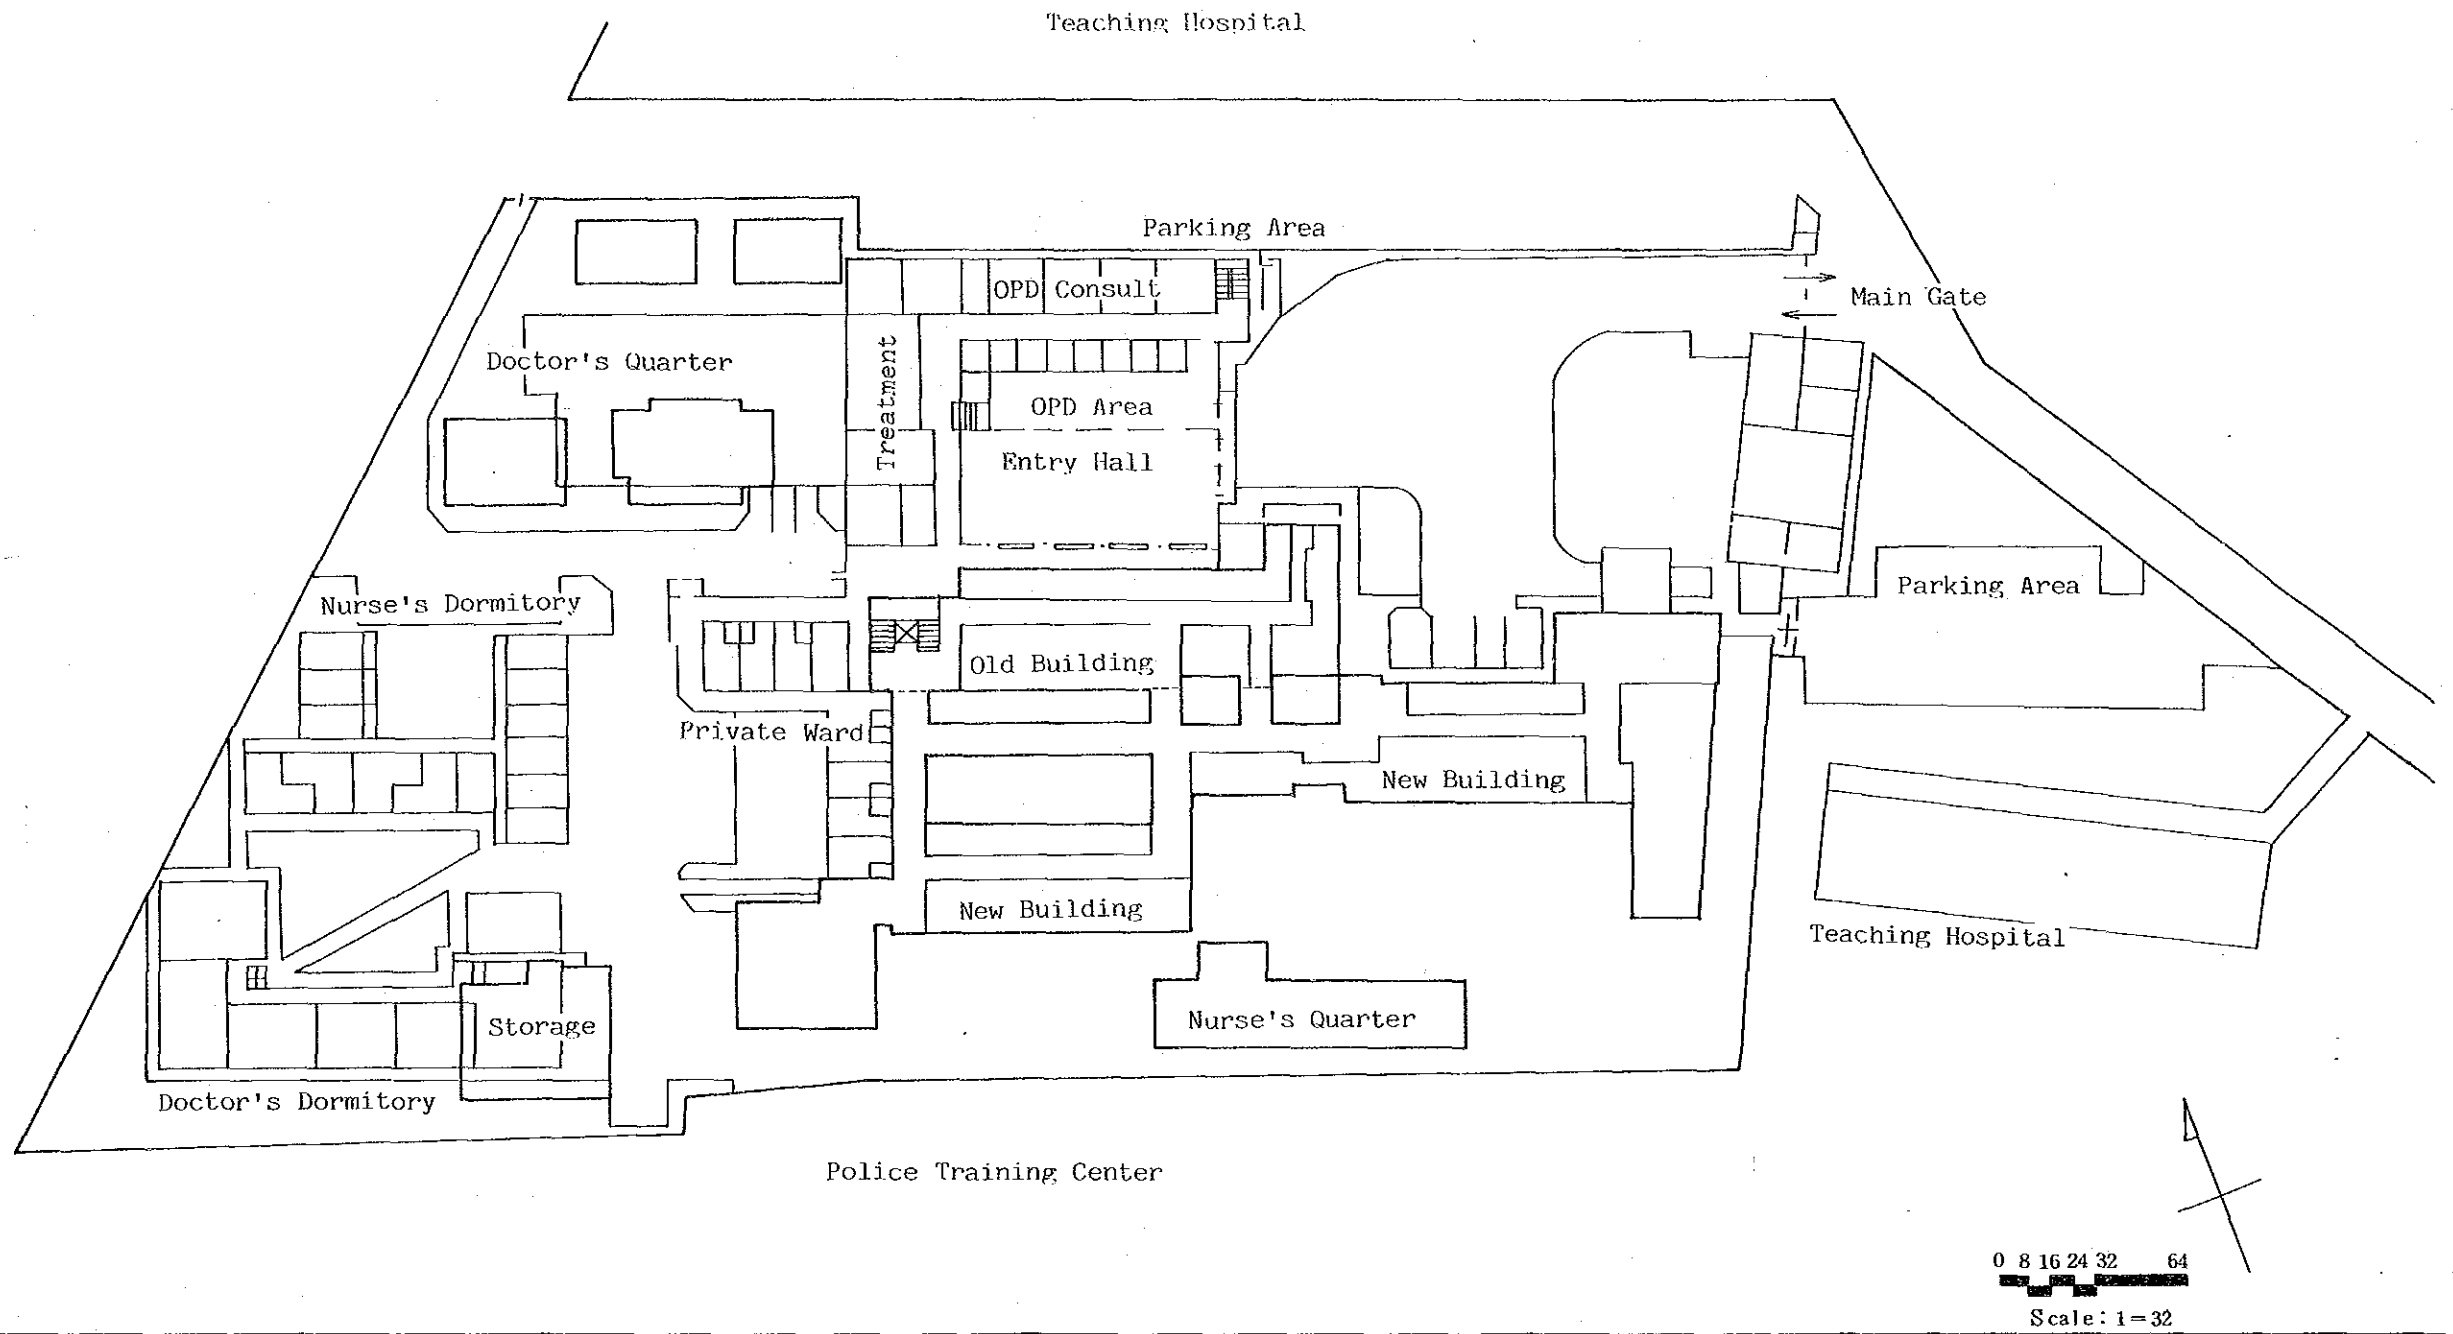 Teaching Hospital
Parking Area
OPD Consult
Main Gate
Doctor's Quarter
Treatment
OPD Area
Entry Hall
Parking Area
Nurse's Dormitory
Old Building
Private Ward
New Building
New Building
Teaching Hospital
Storage
Nurse's Quarter
Doctor's Dormitory
Police Training Center
0 8 16 24 32 64
Scale: 1=32